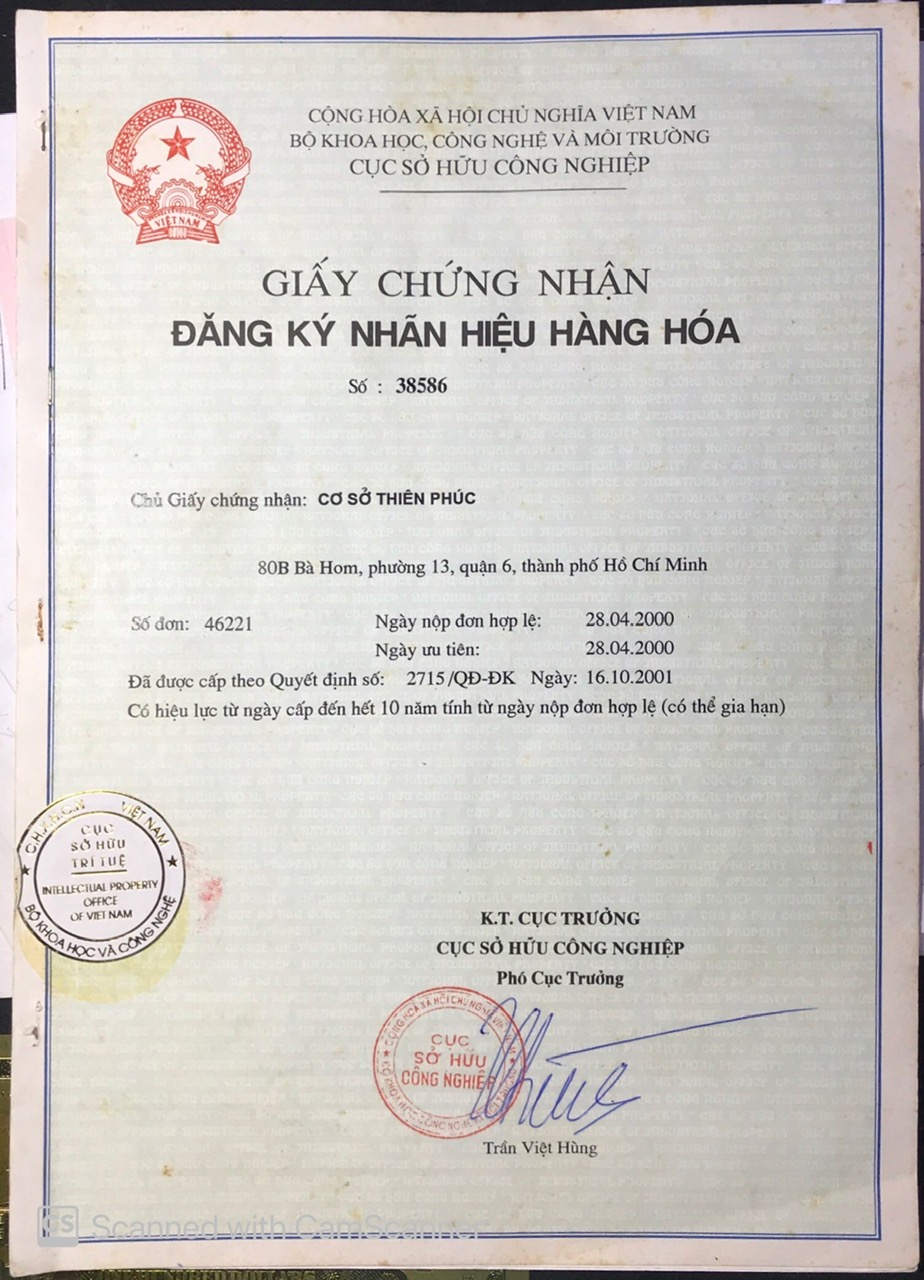 CỘNG HÒA XÃ HỘI CHỦ NGHĨA VIỆT NAM
BỘ KHOA HỌC, CÔNG NGHỆ VÀ MÔI TRƯỜNG
CỤC SỞ HỮU CÔNG NGHIỆP
VIỆT NAM
GIẤY CHỨNG NHẬN
ĐĂNG KÝ NHÃN HIỆU HÀNG HÓA
Số : 38586
Chủ Giấy chứng nhận: CƠ SỞ THIÊN PHÚC
80B Bà Hom, phường 13, quận 6, thành phố Hồ Chí Minh
Số đơn: 46221 Ngày nộp đơn hợp lệ: 28.04.2000
Ngày ưu tiên: 28.04.2000
Đã được cấp theo Quyết định số: 2715/QĐ-ĐK Ngày: 16.10.2001
Có hiệu lực từ ngày cấp đến hết 10 năm tính từ ngày nộp đơn hợp lệ (có thể gia hạn)
C.H.X.H.C.N VIỆT NAM
CỤC
SỞ HỮU
TRÍ TUỆ
INTELLECTUAL PROPERTY
OFFICE
OF VIET NAM
BỘ KHOA HỌC VÀ CÔNG NGHỆ
K.T. CỤC TRƯỞNG
CỤC SỞ HỮU CÔNG NGHIỆP
Phó Cục Trưởng
CỤC
SỞ HỮU
CÔNG NGHIỆP
Trần Việt Hùng
CS Scanned with CamScanner